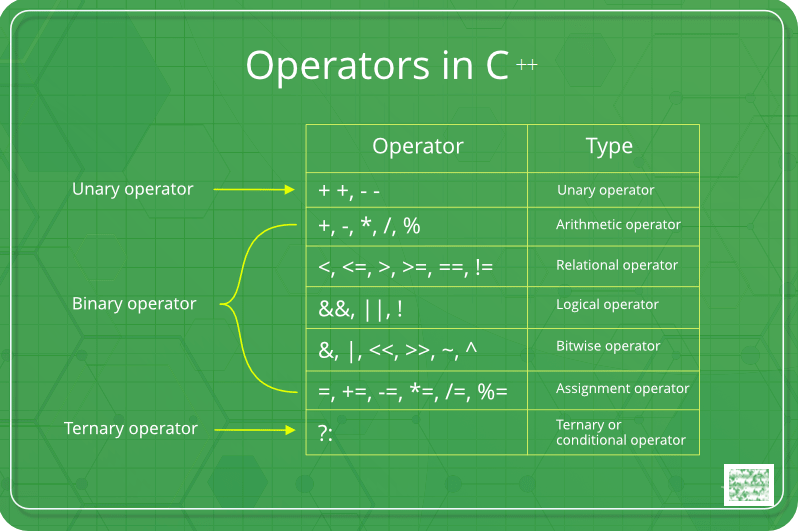 Operators in C ++
Operator Type
Unary operator + +, - - Unary operator
+, -, *, /, % Arithmetic operator
<, <=, >, >=, ==, != Relational operator
Binary operator &&, ||, ! Logical operator
&, |, <<, >>, ~, ^ Bitwise operator
=, +=, -=, *=, /=, %= Assignment operator
Ternary operator ?: Ternary or
conditional operator